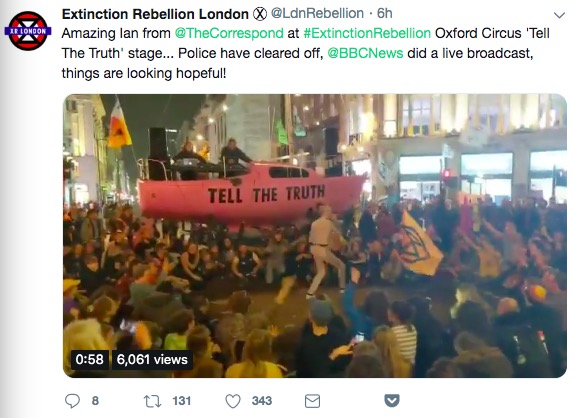 Extinction Rebellion London Ⓧ @LdnRebellion · 6h
XR LONDON
Amazing Ian from @TheCorrespond at #ExtinctionRebellion Oxford Circus 'Tell
The Truth' stage... Police have cleared off, @BBCNews did a live broadcast,
things are looking hopeful!
TELL THE TRUTH
0:58 6,061 views
8 131 343